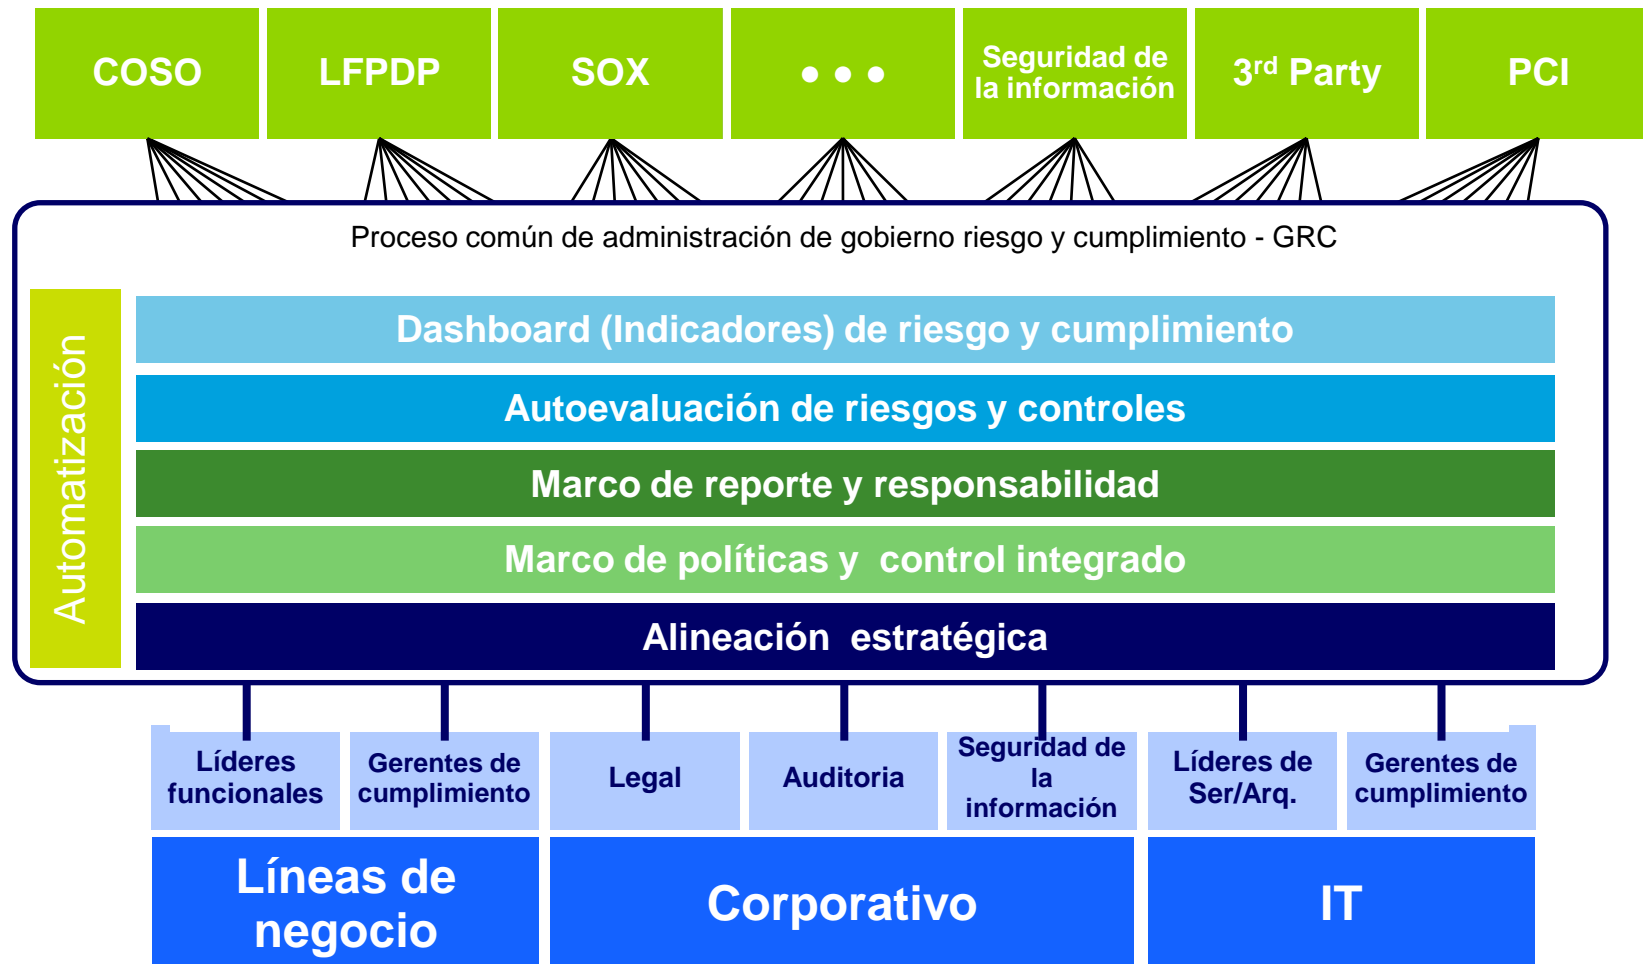 COSO
LFPDP
SOX
● ● ●
Seguridad de
la información
3rd Party
PCI
Proceso común de administración de gobierno riesgo y cumplimiento - GRC
Automatización
Dashboard (Indicadores) de riesgo y cumplimiento
Autoevaluación de riesgos y controles
Marco de reporte y responsabilidad
Marco de políticas y  control integrado
Alineación  estratégica
Líderes
funcionales
Gerentes de
cumplimiento
Legal
Auditoria
Seguridad de
la
información
Líderes de
Ser/Arq.
Gerentes de
cumplimiento
Líneas de
negocio
Corporativo
IT